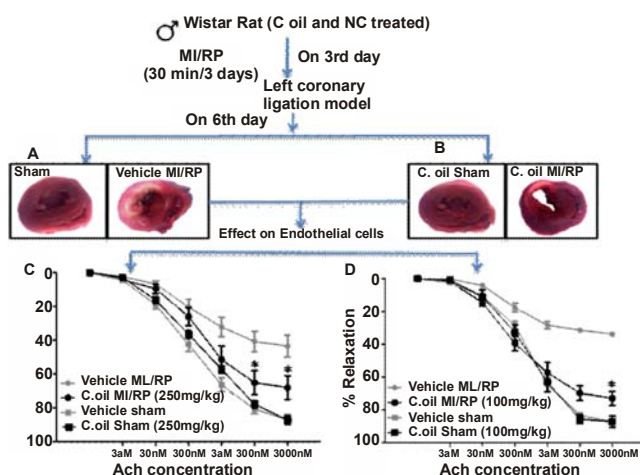 ♂ Wistar Rat (C oil and NC treated)
MI/RP
(30 min/3 days)
On 3rd day
Left coronary
ligation model
On 6th day
A
Sham
Vehicle MI/RP
B
C. oil Sham
C. oil MI/RP
Effect on Endothelial cells
C
0
20
40
60
80
100
* *
Vehicle ML/RP
C.oil MI/RP (250mg/kg)
Vehicle sham
C.oil Sham (250mg/kg)
3aM 30nM 300nM 3aM 300nM 3000nM
Ach concentration
D
% Relaxation
0
20
40
60
80
100
*
Vehicle ML/RP
C.oil MI/RP (100mg/kg)
Vehicle sham
C.oil Sham (100mg/kg)
3aM 30nM 300nM 3aM 300nM 3000nM
Ach concentration